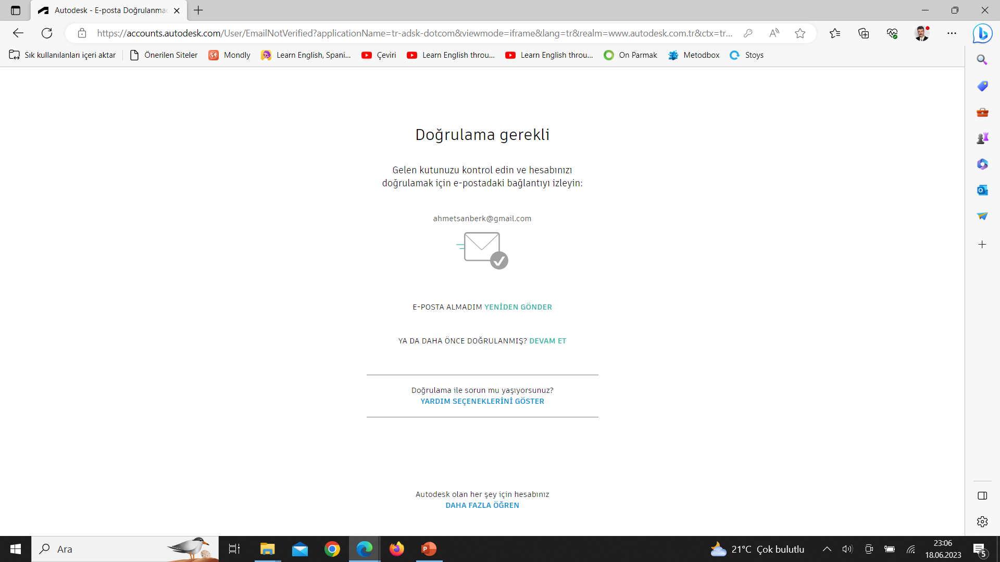 Autodesk - E-posta Doğrulanmad
https://accounts.autodesk.com/User/EmailNotVerified?applicationName=tr-adsk-dotcom&viewmode=iframe&lang=tr&realm=www.autodesk.com.tr&ctx=tr...
Sık kullanılanları içeri aktar
Önerilen Siteler
Mondly
Learn English, Spani...
Çeviri
Learn English throu...
Learn English throu...
On Parmak
Metodbox
Stoys
Doğrulama gerekli
Gelen kutunuzu kontrol edin ve hesabınızı
doğrulamak için e-postadaki bağlantıyı izleyin:
ahmetsanberk@gmail.com
E-POSTA ALMADIM YENİDEN GÖNDER
YA DA DAHA ÖNCE DOĞRULANMIŞ? DEVAM ET
Doğrulama ile sorun mu yaşıyorsunuz?
YARDIM SEÇENEKLERİNİ GÖSTER
Autodesk olan her şey için hesabınız
DAHA FAZLA ÖĞREN
Ara
21°C Çok bulutlu
23:06
18.06.2023
5